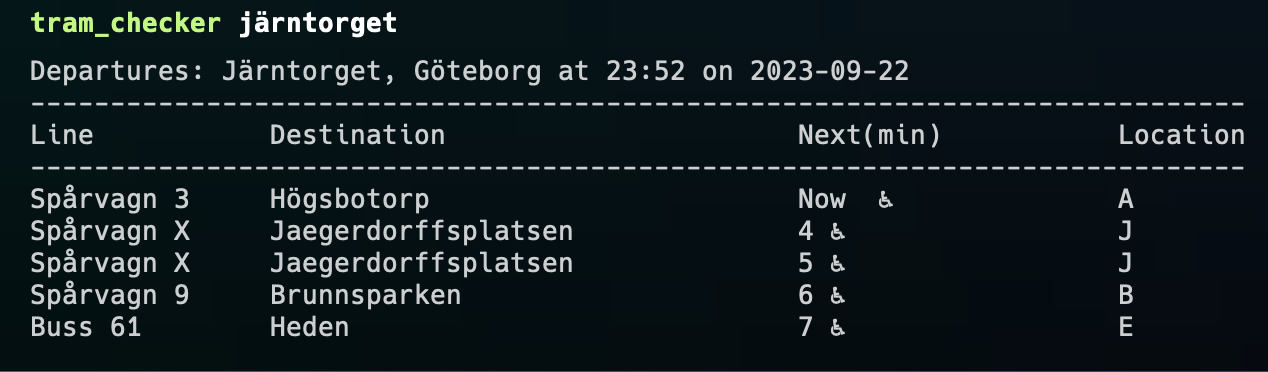 tram_checker järntorget
Departures: Järntorget, Göteborg at 23:52 on 2023-09-22
----------------------------------------------------------------------------
Line Destination Next(min) Location
----------------------------------------------------------------------------
Spårvagn 3 Högsbotorp Now ♿ A
Spårvagn X Jaegerdorffsplatsen 4 ♿ J
Spårvagn X Jaegerdorffsplatsen 5 ♿ J
Spårvagn 9 Brunnsparken 6 ♿ B
Buss 61 Heden 7 ♿ E